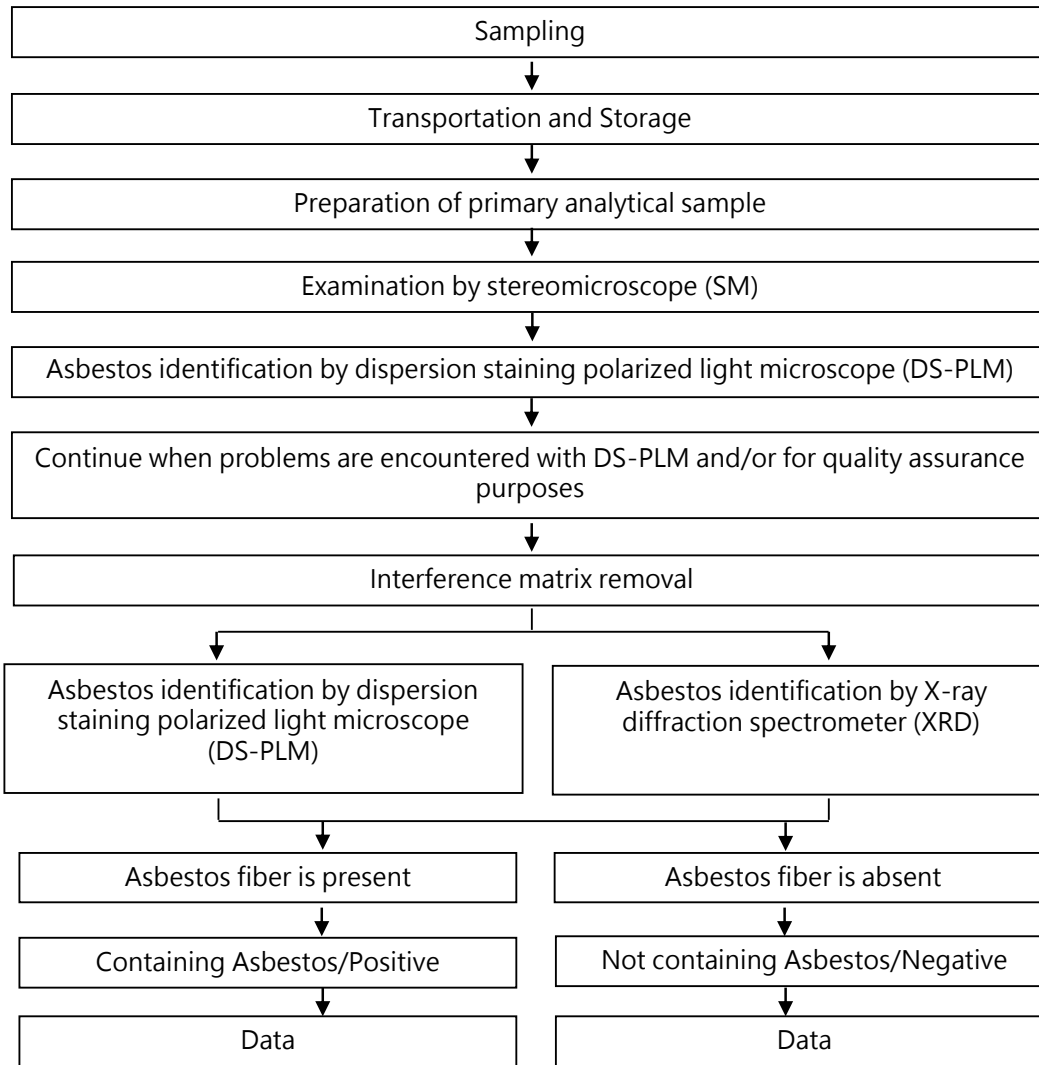 Sampling
Transportation and Storage
Preparation of primary analytical sample
Examination by stereomicroscope (SM)
Asbestos identification by dispersion staining polarized light microscope (DS-PLM)
Continue when problems are encountered with DS-PLM and/or for quality assurance
purposes
Interference matrix removal
Asbestos identification by dispersion
staining polarized light microscope
(DS-PLM)
Asbestos identification by X-ray
diffraction spectrometer (XRD)
Asbestos fiber is present
Asbestos fiber is absent
Containing Asbestos/Positive
Not containing Asbestos/Negative
Data
Data